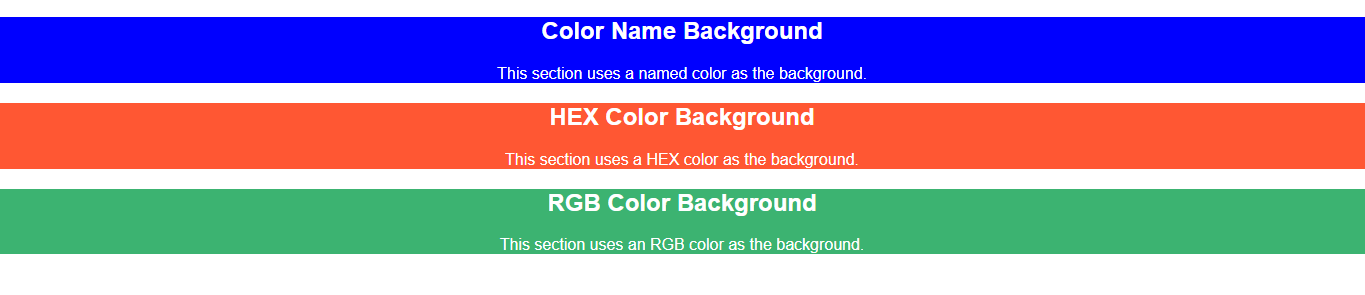 Color Name Background
This section uses a named color as the background.
HEX Color Background
This section uses a HEX color as the background.
RGB Color Background
This section uses an RGB color as the background.